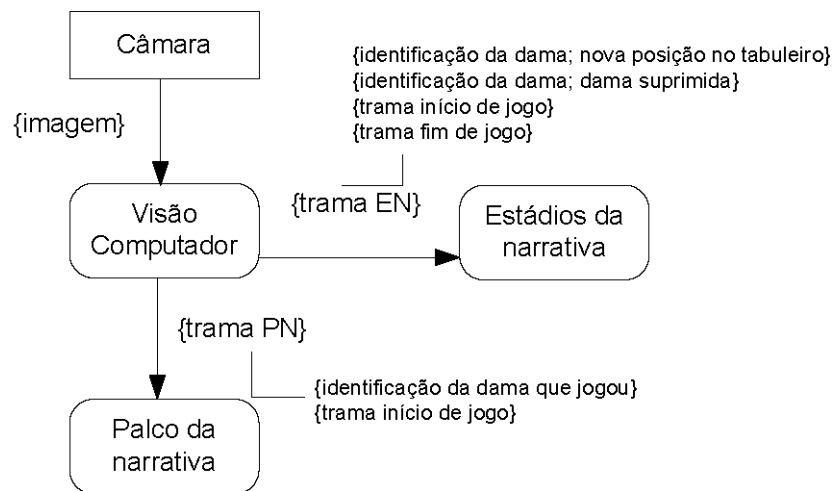 Câmara
{identificação da dama; nova posição no tabuleiro}
{identificação da dama; dama suprimida}
{trama início de jogo}
{trama fim de jogo}
{imagem}
{trama EN}
Visão
Computador
Estádios da
narrativa
{trama PN}
{identificação da dama que jogou}
{trama início de jogo}
Palco da
narrativa